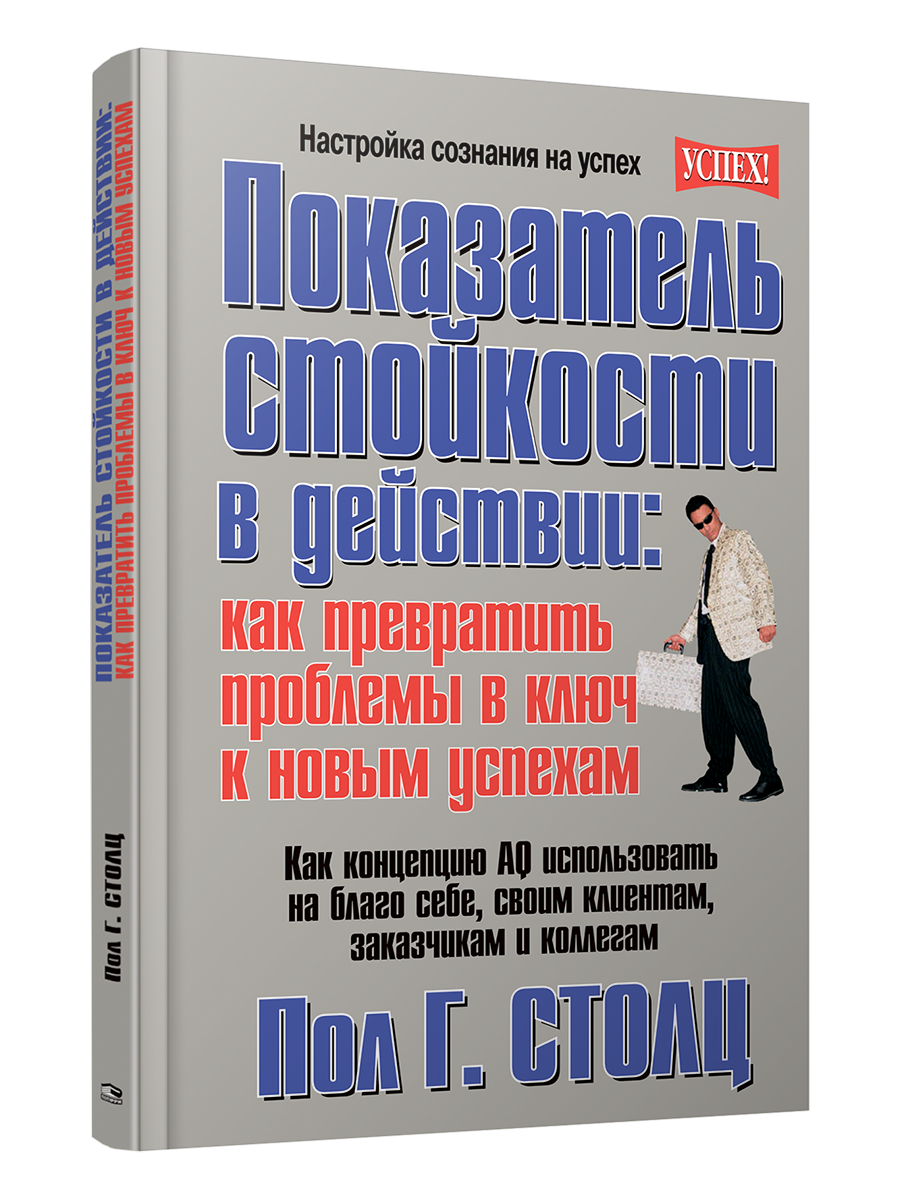 Настройка сознания на успех
УСПЕХ!
Показатель
стойкости
в действии:
как превратить
проблемы в ключ
к новым успехам
Как концепцию AQ использовать
на благо себе, своим клиентам,
заказчикам и коллегам
Пол Г. СТОЛЦ
ПОКАЗАТЕЛЬ СТОЙКОСТИ В ДЕЙСТВИИ:
КАК ПРЕВРАТИТЬ ПРОБЛЕМЫ В КЛЮЧ К НОВЫМ УСПЕХАМ
Пол Г. СТОЛЦ